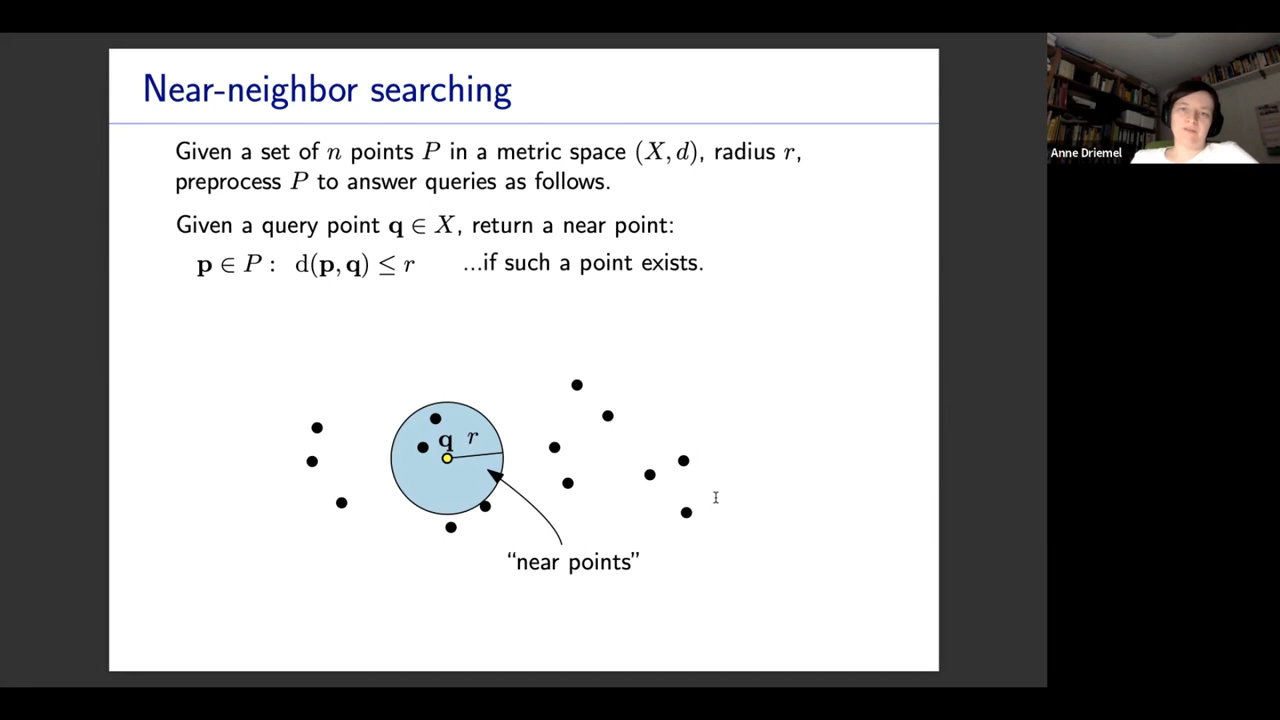 Near-neighbor searching
Given a set of n points P in a metric space (X, d), radius r,
preprocess P to answer queries as follows.
Given a query point q ∈ X, return a near point:
p ∈ P : d(p, q) ≤ r ...if such a point exists.
q r
“near points”
Anne Driemel